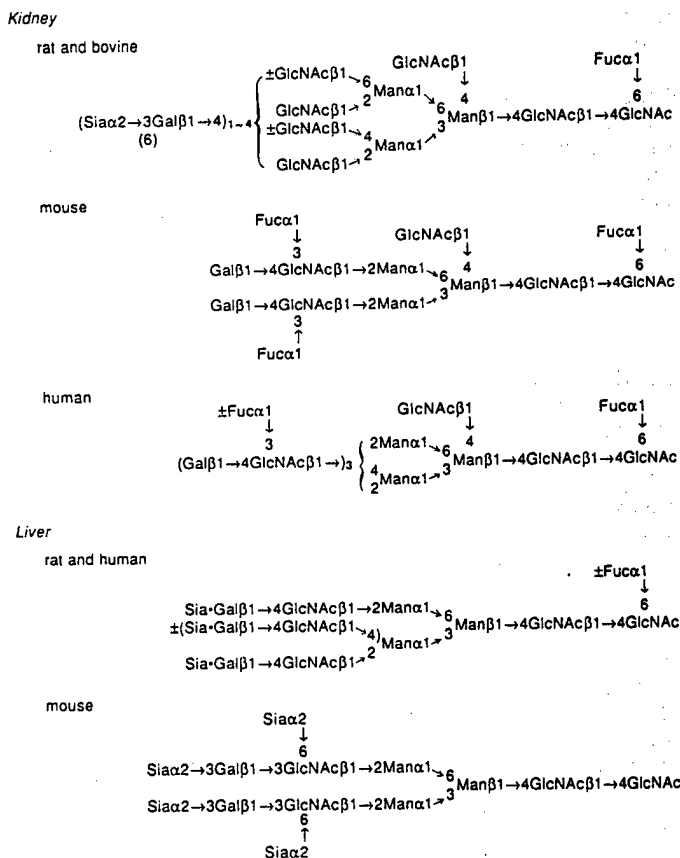 Kidney
rat and bovine
±GlcNAcβ1 GlcNAcβ1 Fucα1
↘6 ↓ ↓
GlcNAcβ1↗2 Manα1↘ 4 6
(Siaα2→3Galβ1→4)1~4 { 6 3 Manβ1→4GlcNAcβ1→4GlcNAc
(6) ±GlcNAcβ1↘4
Manα1↗
GlcNAcβ1↗2
mouse
Fucα1 GlcNAcβ1 Fucα1
↓ ↓ ↓
3 4 6
Galβ1→4GlcNAcβ1→2Manα1↘6
Manβ1→4GlcNAcβ1→4GlcNAc
Galβ1→4GlcNAcβ1→2Manα1↗3
3
↑
Fucα1
human
±Fucα1 GlcNAcβ1 Fucα1
↓ ↓ ↓
3 4 6
2Manα1↘6
(Galβ1→4GlcNAcβ1→)3 { Manβ1→4GlcNAcβ1→4GlcNAc
4 2 Manα1↗3
Liver
rat and human
±Fucα1
↓
6
Sia·Galβ1→4GlcNAcβ1→2Manα1↘6
Manβ1→4GlcNAcβ1→4GlcNAc
±(Sia·Galβ1→4GlcNAcβ1↘4)
Manα1↗3
Sia·Galβ1→4GlcNAcβ1↗2
mouse
Siaα2
↓
6
Siaα2→3Galβ1→3GlcNAcβ1→2Manα1↘6
Manβ1→4GlcNAcβ1→4GlcNAc
Siaα2→3Galβ1→3GlcNAcβ1→2Manα1↗3
6
↑
Siaα2